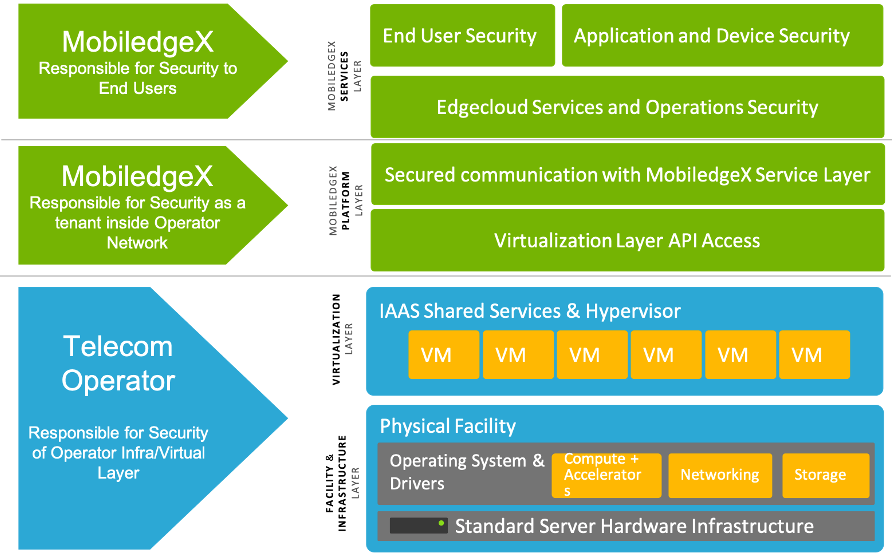 MobiledgeX
Responsible for Security to
End Users
MOBILEDGEX
SERVICES
LAYER
End User Security
Application and Device Security
Edgecloud Services and Operations Security
MobiledgeX
Responsible for Security as a
tenant inside Operator
Network
MOBILEDGEX
PLATFORM
LAYER
Secured communication with MobiledgeX Service Layer
Virtualization Layer API Access
Telecom
Operator
Responsible for Security
of Operator Infra/Virtual
Layer
VIRTUALIZATION
LAYER
IAAS Shared Services & Hypervisor
VM
VM
VM
VM
VM
VM
FACILITY &
INFRASTRUCTURE
LAYER
Physical Facility
Operating System &
Drivers
Compute +
Accelerator
s
Networking
Storage
Standard Server Hardware Infrastructure